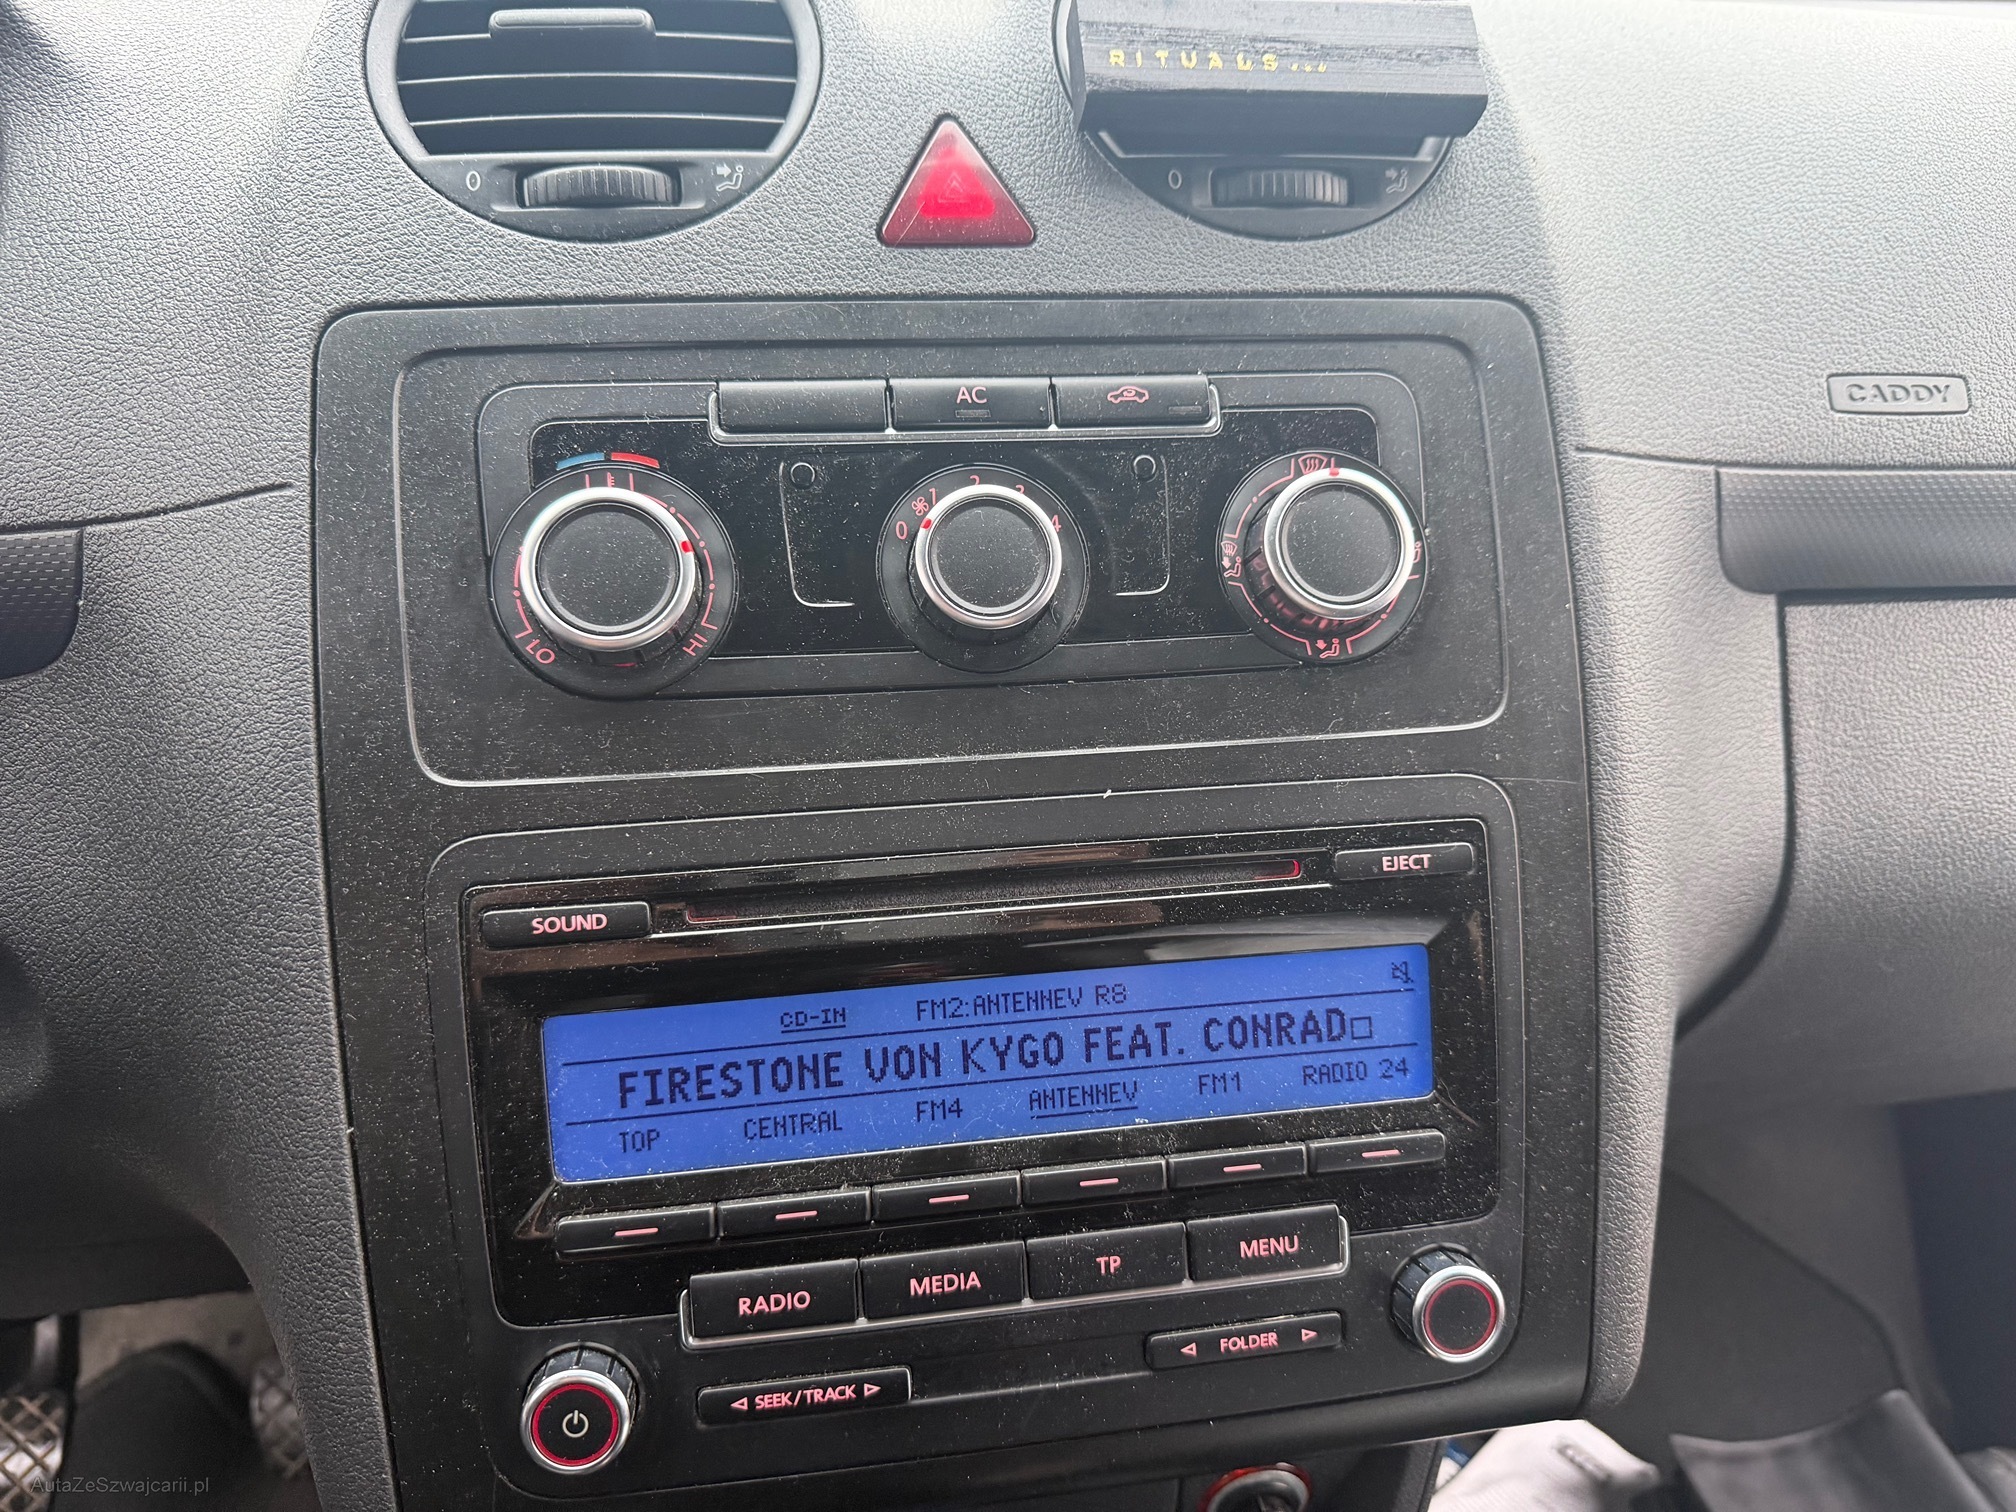 RITUALS...
0
0
AC
CADDY
0 1 2 3 4
LO
HI
EJECT
SOUND
CD-IN FM2:ANTENNEV R8
FIRESTONE VON KYGO FEAT. CONRAD
TOP CENTRAL FM4 ANTENNEV FM1 RADIO 24
RADIO MEDIA TP MENU
FOLDER
SEEK/TRACK
AutaZeSzwajcarii.pl